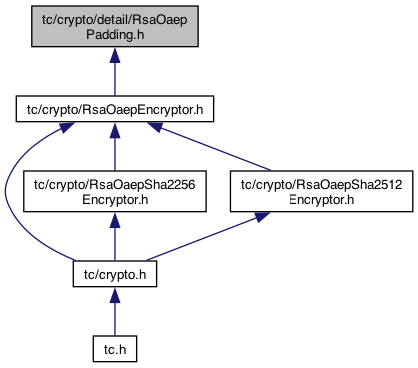 tc/crypto/detail/RsaOaep
Padding.h
tc/crypto/RsaOaepEncryptor.h
tc/crypto/RsaOaepSha2256
Encryptor.h
tc/crypto/RsaOaepSha2512
Encryptor.h
tc/crypto.h
tc.h